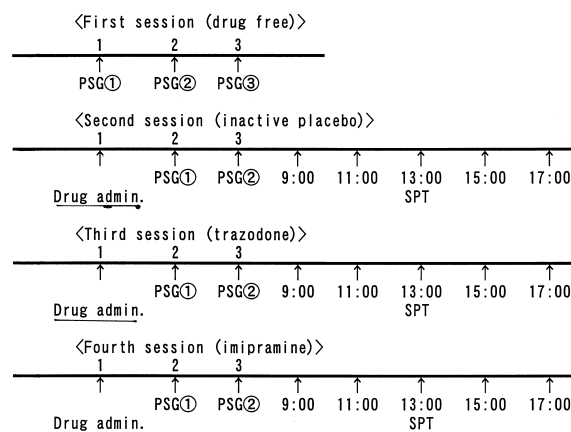 〈First session (drug free)〉
1 2 3
PSG① PSG② PSG③
〈Second session (inactive placebo)〉
1 2 3
PSG① PSG② 9:00 11:00 13:00 15:00 17:00
SPT
Drug admin.
〈Third session (trazodone)〉
1 2 3
PSG① PSG② 9:00 11:00 13:00 15:00 17:00
SPT
Drug admin.
〈Fourth session (imipramine)〉
1 2 3
PSG① PSG② 9:00 11:00 13:00 15:00 17:00
Drug admin. SPT